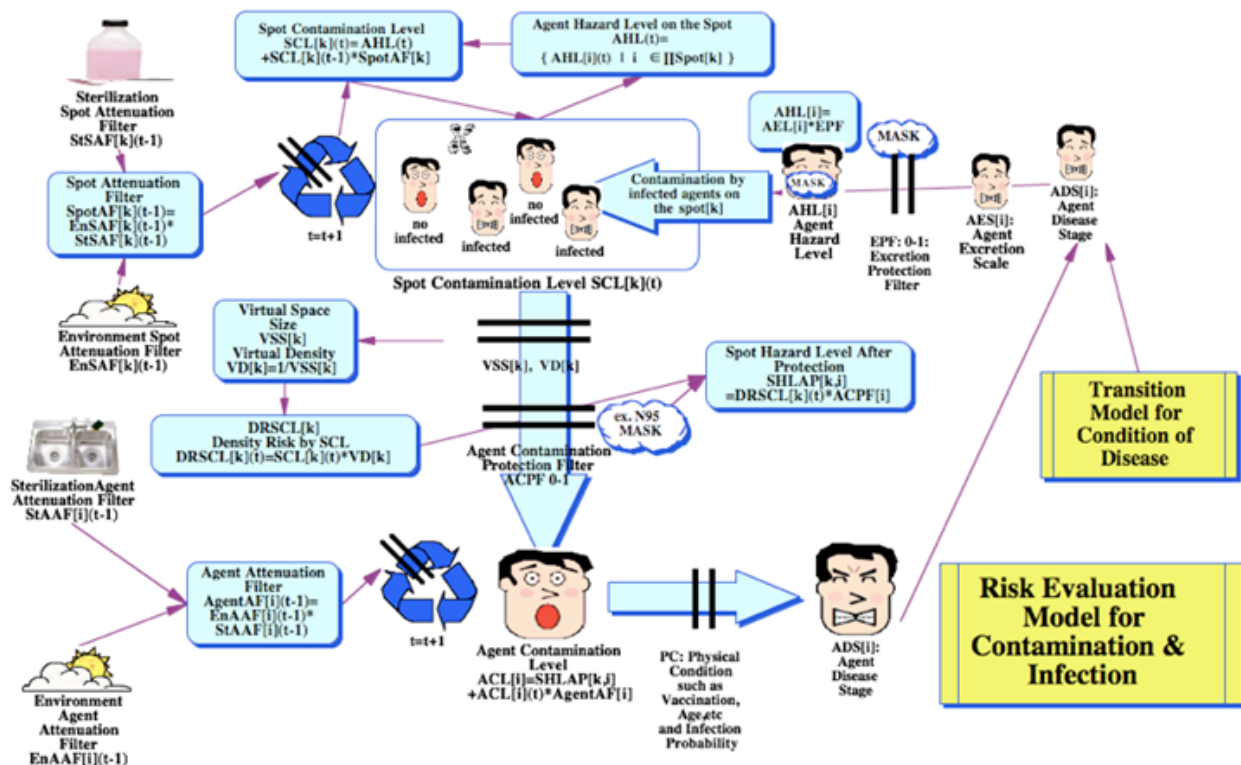 Spot Contamination Level
SCL[k](t)=AHL(t)
+SCL[k](t-1)*SpotAF[k]
Agent Hazard Level on the Spot
AHL(t)=
{ AHL[i](t) | i ∈∏Spot[k] }
Sterilization
Spot Attenuation
Filter
StSAF[k](t-1)
Spot Attenuation
Filter
SpotAF[k](t-1)=
EnSAF[k](t-1)*
StSAF[k](t-1)
t=t+1
no
infected
infected
no
infected
infected
Contamination by
infected agents on
the spot[k]
AHL[i]=
AEL[i]*EPF
MASK
AHL[i]
Agent
Hazard
Level
MASK
EPF: 0-1:
Excretion
Protection
Filter
AES[i]:
Agent
Excretion
Scale
ADS[i]:
Agent
Disease
Stage
Spot Contamination Level SCL[k](t)
Environment Spot
Attenuation Filter
EnSAF[k](t-1)
Virtual Space
Size
VSS[k]
Virtual Density
VD[k]=1/VSS[k]
VSS[k], VD[k]
Spot Hazard Level After
Protection
SHLAP[k,i]
=DRSCL[k](t)*ACPF[i]
DRSCL[k]
Density Risk by SCL
DRSCL[k](t)=SCL[k](t)*VD[k]
ex. N95
MASK
Agent Contamination
Protection Filter
ACPF 0-1
Transition
Model for
Condition of
Disease
SterilizationAgent
Attenuation Filter
StAAF[i](t-1)
Agent Attenuation
Filter
AgentAF[i](t-1)=
EnAAF[i](t-1)*
StAAF[i](t-1)
t=t+1
Agent Contamination
Level
ACL[i]=SHLAP[k,i]
+ACL[i](t)*AgentAF[i]
PC: Physical
Condition
such as
Vaccination,
Age,etc
and Infection
Probability
ADS[i]:
Agent
Disease
Stage
Risk Evaluation
Model for
Contamination &
Infection
Environment
Agent
Attenuation
Filter
EnAAF[i](t-1)